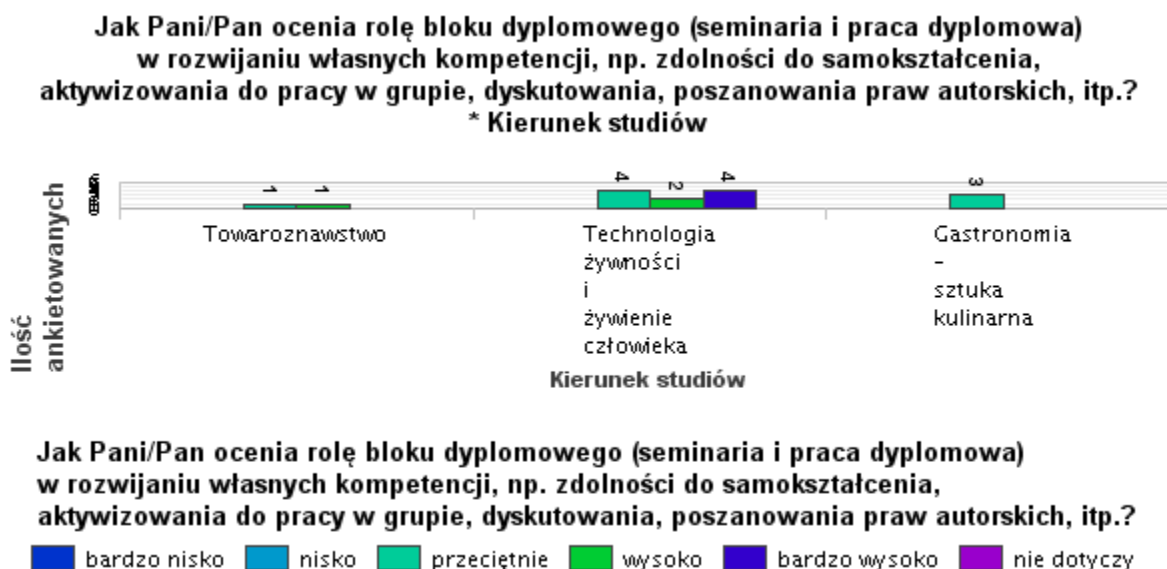 Jak Pani/Pan ocenia rolę bloku dyplomowego (seminaria i praca dyplomowa)
w rozwijaniu własnych kompetencji, np. zdolności do samokształcenia,
aktywizowania do pracy w grupie, dyskutowania, poszanowania praw autorskich, itp.?
* Kierunek studiów
Ilość
ankietowanych
1 1 4 2 4 3
Towaroznawstwo
Technologia
żywności
i
żywienie
człowieka
Gastronomia
-
sztuka
kulinarna
Kierunek studiów
Jak Pani/Pan ocenia rolę bloku dyplomowego (seminaria i praca dyplomowa)
w rozwijaniu własnych kompetencji, np. zdolności do samokształcenia,
aktywizowania do pracy w grupie, dyskutowania, poszanowania praw autorskich, itp.?
bardzo nisko nisko przeciętnie wysoko bardzo wysoko nie dotyczy